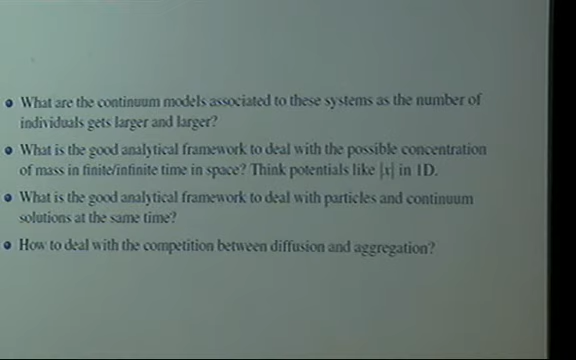 • What are the continuum models associated to these systems as the number of
individuals gets larger and larger?
• What is the good analytical framework to deal with the possible concentration
of mass in finite/infinite time in space? Think potentials like |x| in 1D.
• What is the good analytical framework to deal with particles and continuum
solutions at the same time?
• How to deal with the competition between diffusion and aggregation?